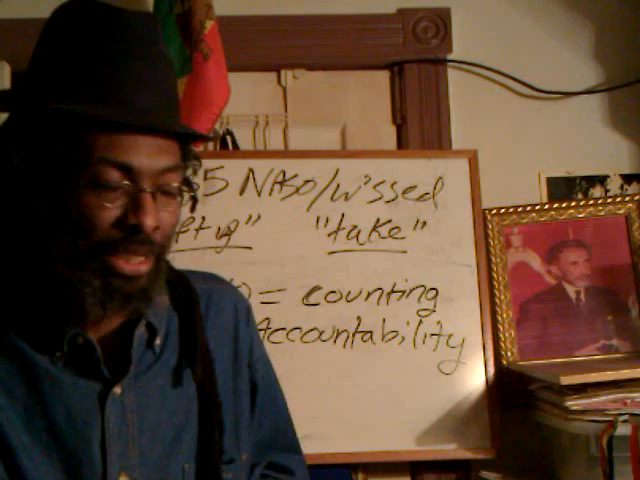 5 NASO/wissed
"take"
= counting
Accountability